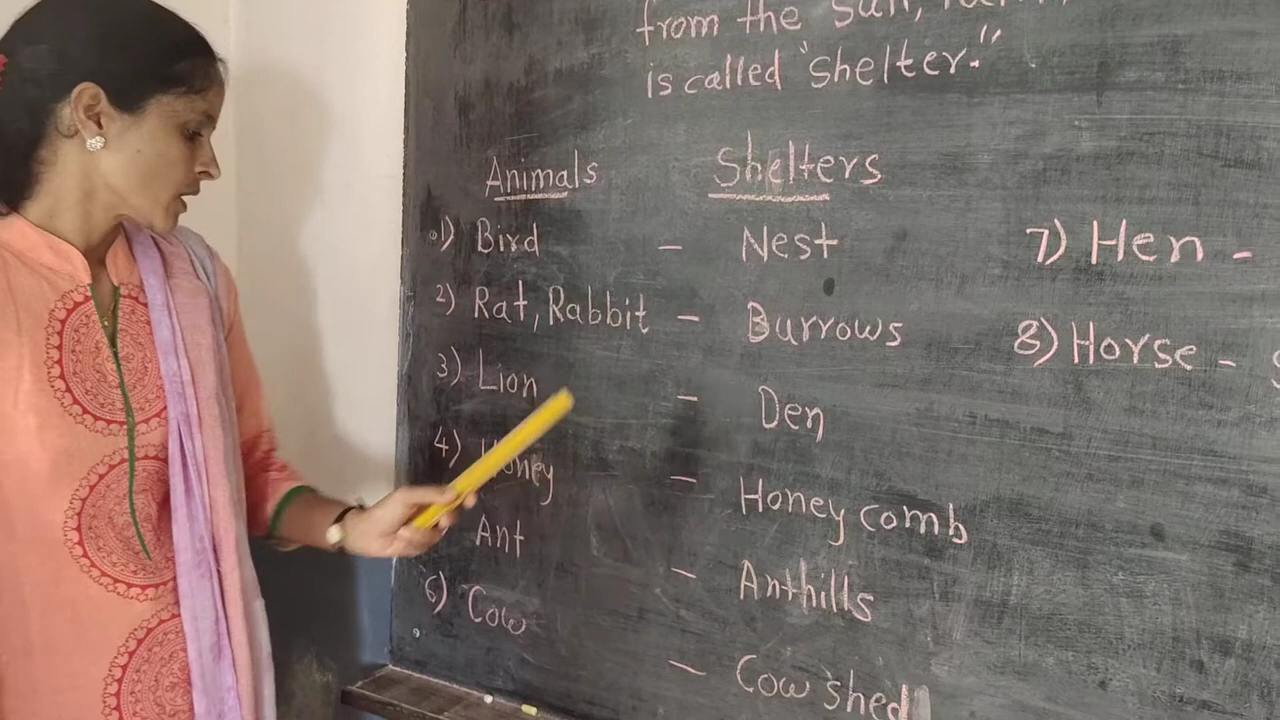 from the sun,
is called "shelter."
Animals Shelters
1) Bird - Nest
2) Rat, Rabbit - Burrows
3) Lion - Den
4) Honey - Honey comb
Ant - Anthills
6) Cow - Cow shed
7) Hen -
8) Horse - S